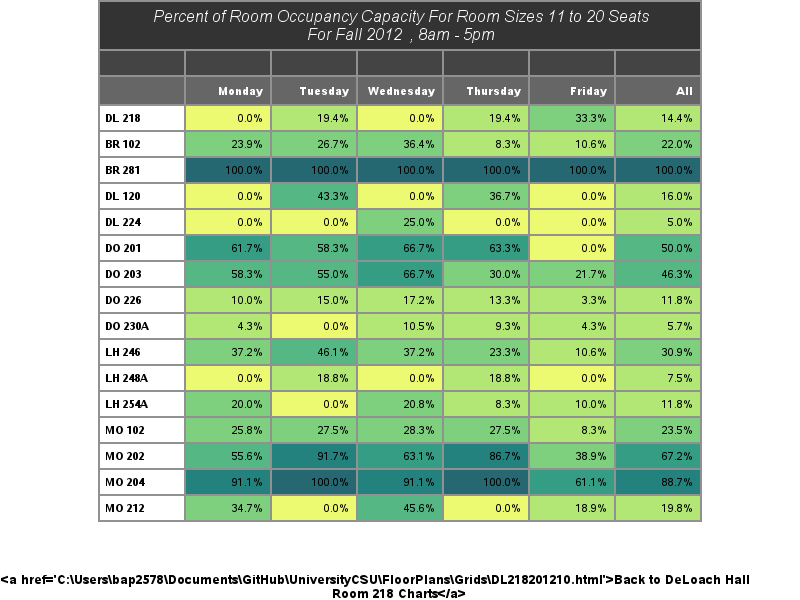 Percent of Room Occupancy Capacity For Room Sizes 11 to 20 Seats
For Fall 2012 , 8am - 5pm
Monday Tuesday Wednesday Thursday Friday All
DL 218 0.0% 19.4% 0.0% 19.4% 33.3% 14.4%
BR 102 23.9% 26.7% 36.4% 8.3% 10.6% 22.0%
BR 281 100.0% 100.0% 100.0% 100.0% 100.0% 100.0%
DL 120 0.0% 43.3% 0.0% 36.7% 0.0% 16.0%
DL 224 0.0% 0.0% 25.0% 0.0% 0.0% 5.0%
DO 201 61.7% 58.3% 66.7% 63.3% 0.0% 50.0%
DO 203 58.3% 55.0% 66.7% 30.0% 21.7% 46.3%
DO 226 10.0% 15.0% 17.2% 13.3% 3.3% 11.8%
DO 230A 4.3% 0.0% 10.5% 9.3% 4.3% 5.7%
LH 246 37.2% 46.1% 37.2% 23.3% 10.6% 30.9%
LH 248A 0.0% 18.8% 0.0% 18.8% 0.0% 7.5%
LH 254A 20.0% 0.0% 20.8% 8.3% 10.0% 11.8%
MO 102 25.8% 27.5% 28.3% 27.5% 8.3% 23.5%
MO 202 55.6% 91.7% 63.1% 86.7% 38.9% 67.2%
MO 204 91.1% 100.0% 91.1% 100.0% 61.1% 88.7%
MO 212 34.7% 0.0% 45.6% 0.0% 18.9% 19.8%
<a href='C:\Users\bap2578\Documents\GitHub\UniversityCSU\FloorPlans\Grids\DL218201210.html'>Back to DeLoach Hall
Room 218 Charts</a>